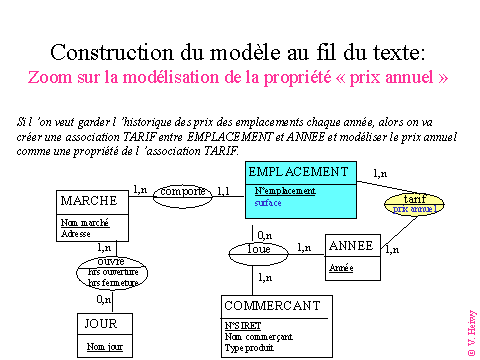 Construction du modèle au fil du texte:
Zoom sur la modélisation de la propriété « prix annuel »
Si l 'on veut garder l 'historique des prix des emplacements chaque année, alors on va
créer une association TARIF entre EMPLACEMENT et ANNEE et modéliser le prix annuel
comme une propriété de l 'association TARIF.
EMPLACEMENT
N°emplacement
surface
1,n
comporte
1,1
1,n
tarif
prix annuel
MARCHE
Nom marché
Adresse
1,n
ouvre
hrs ouverture
hrs fermeture
0,n
0,n
loue
1,n
1,n
ANNEE
Année
1,n
JOUR
Nom jour
COMMERCANT
N°SIRET
Nom commerçant
Type produit
© V. Heiwy